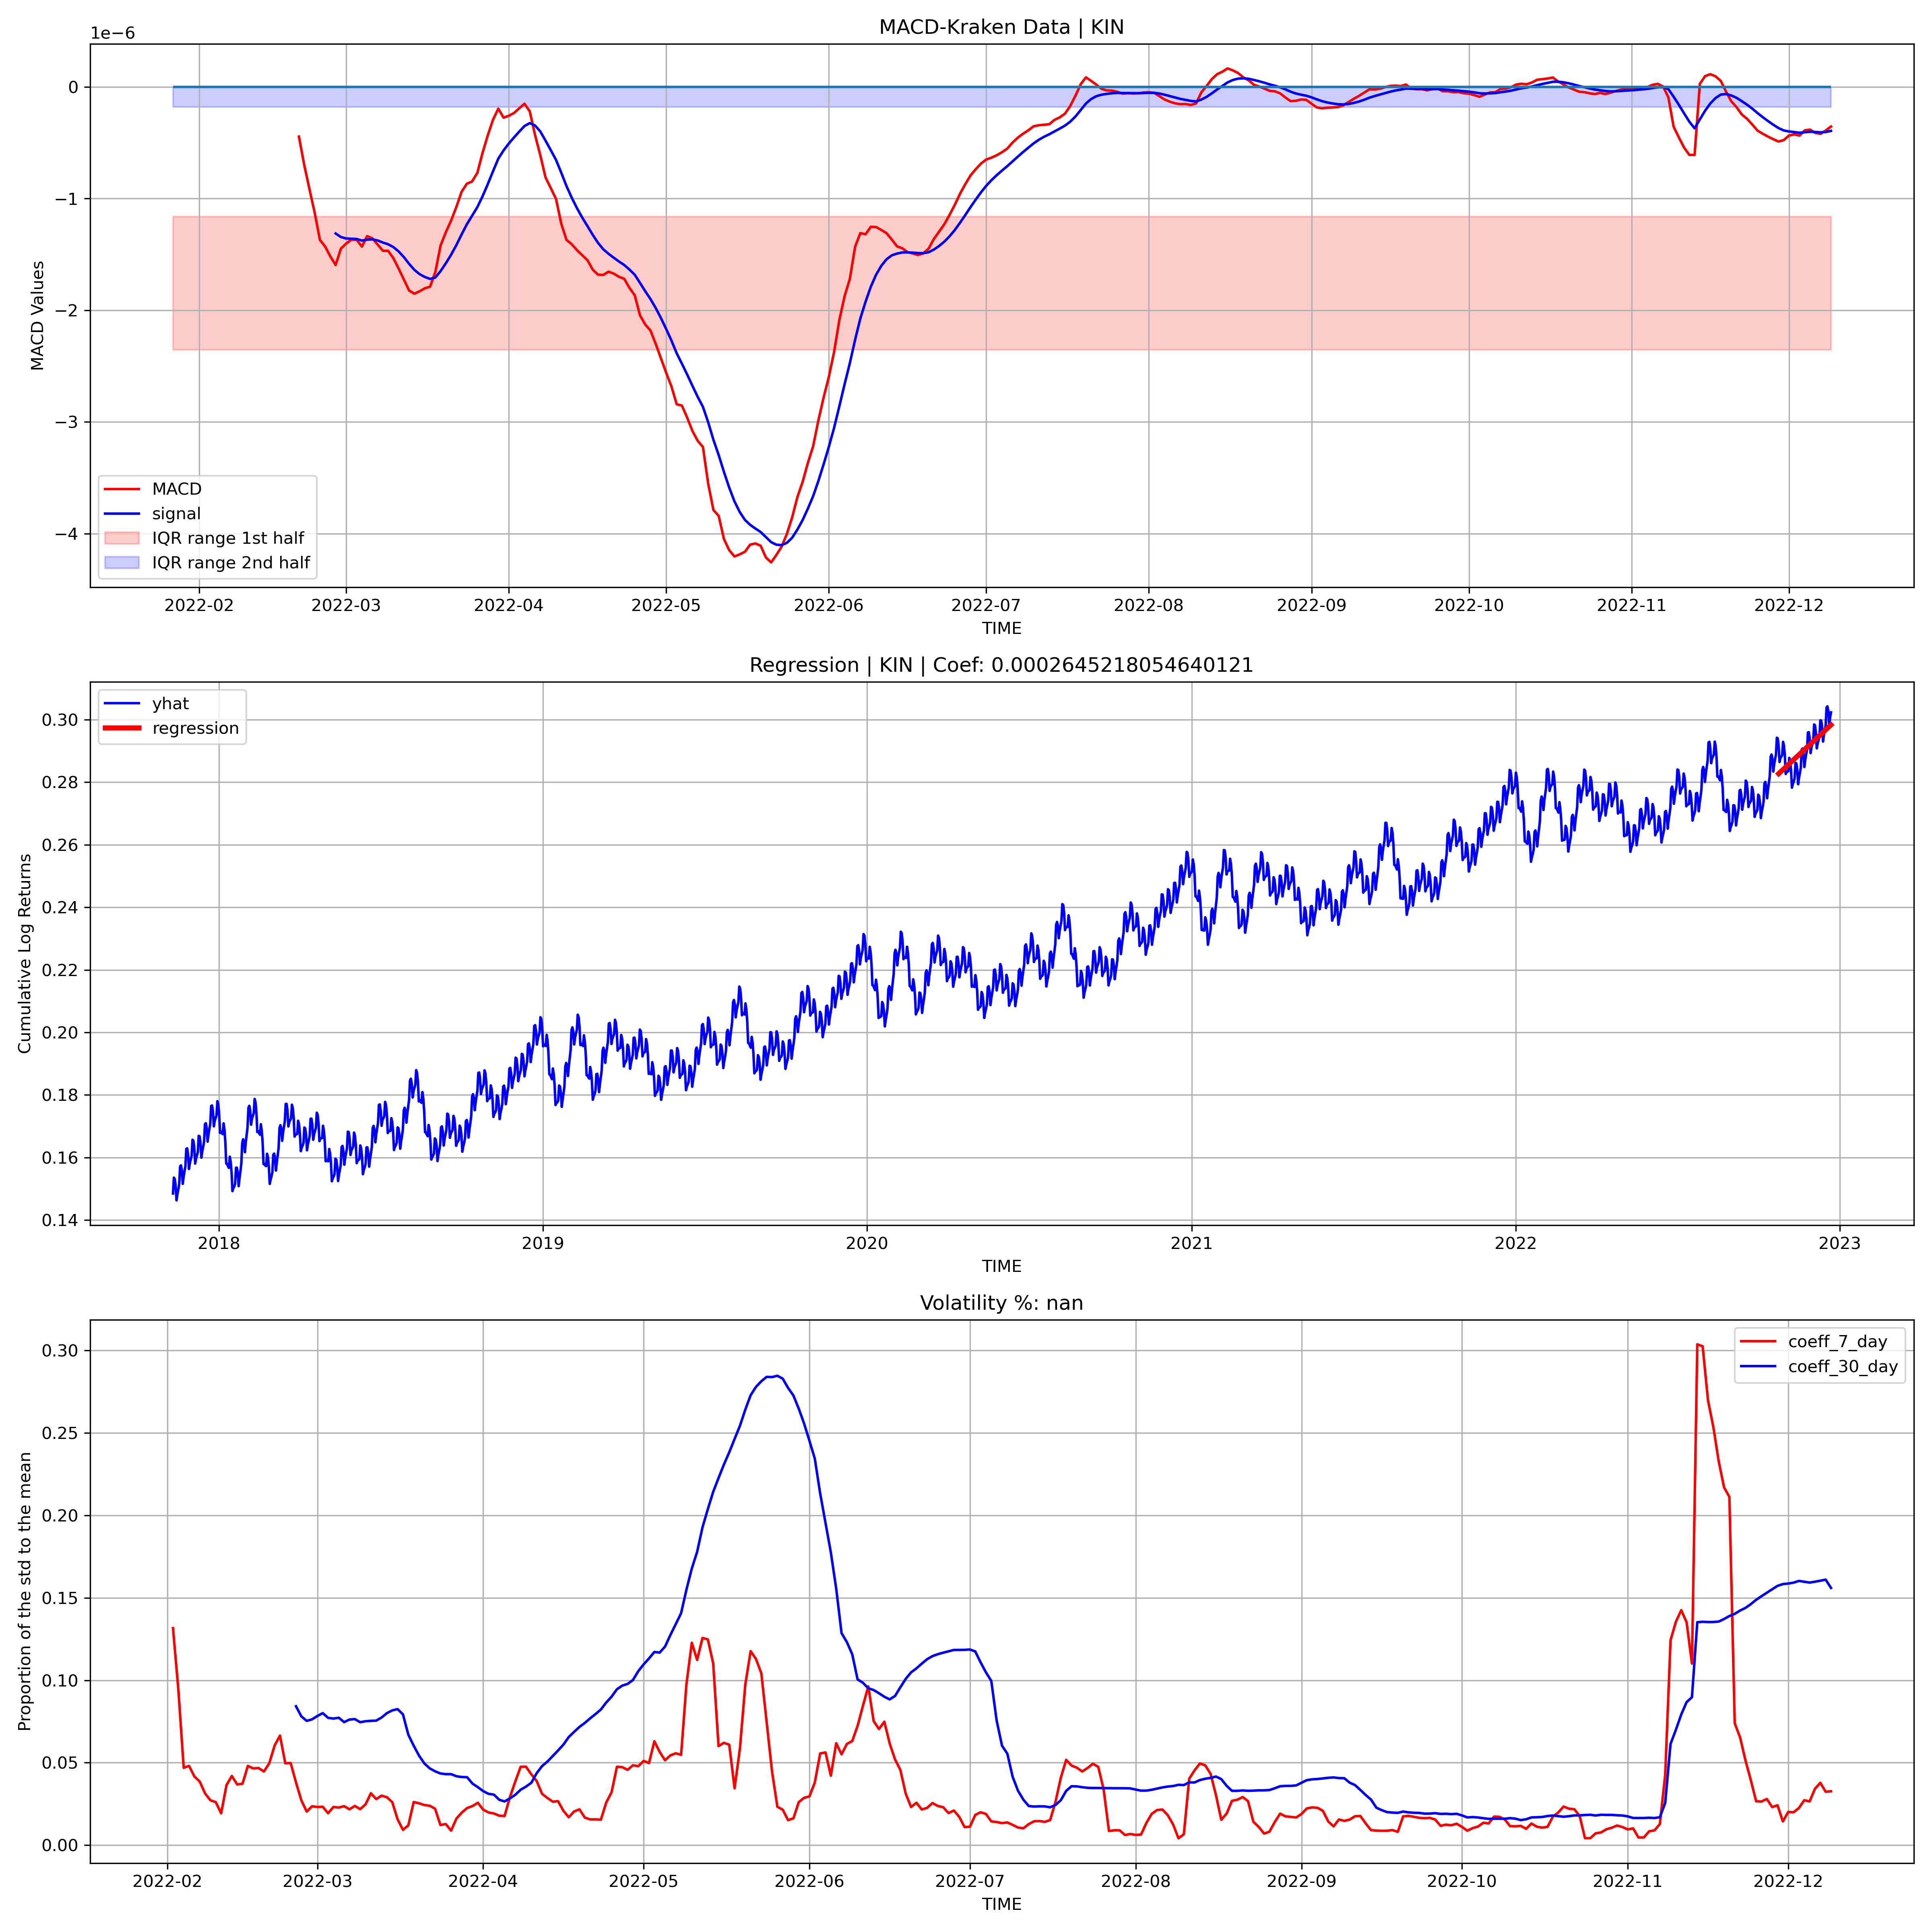 MACD-Kraken Data | KIN
1e−6
0
−1
−2
−3
−4
MACD Values
MACD
signal
IQR range 1st half
IQR range 2nd half
2022-02 2022-03 2022-04 2022-05 2022-06 2022-07 2022-08 2022-09 2022-10 2022-11 2022-12
TIME
Regression | KIN | Coef: 0.0002645218054640121
yhat
regression
0.30
0.28
0.26
0.24
0.22
0.20
0.18
0.16
0.14
Cumulative Log Returns
2018 2019 2020 2021 2022 2023
TIME
Volatility %: nan
coeff_7_day
coeff_30_day
0.30
0.25
0.20
0.15
0.10
0.05
0.00
Proportion of the std to the mean
2022-02 2022-03 2022-04 2022-05 2022-06 2022-07 2022-08 2022-09 2022-10 2022-11 2022-12
TIME